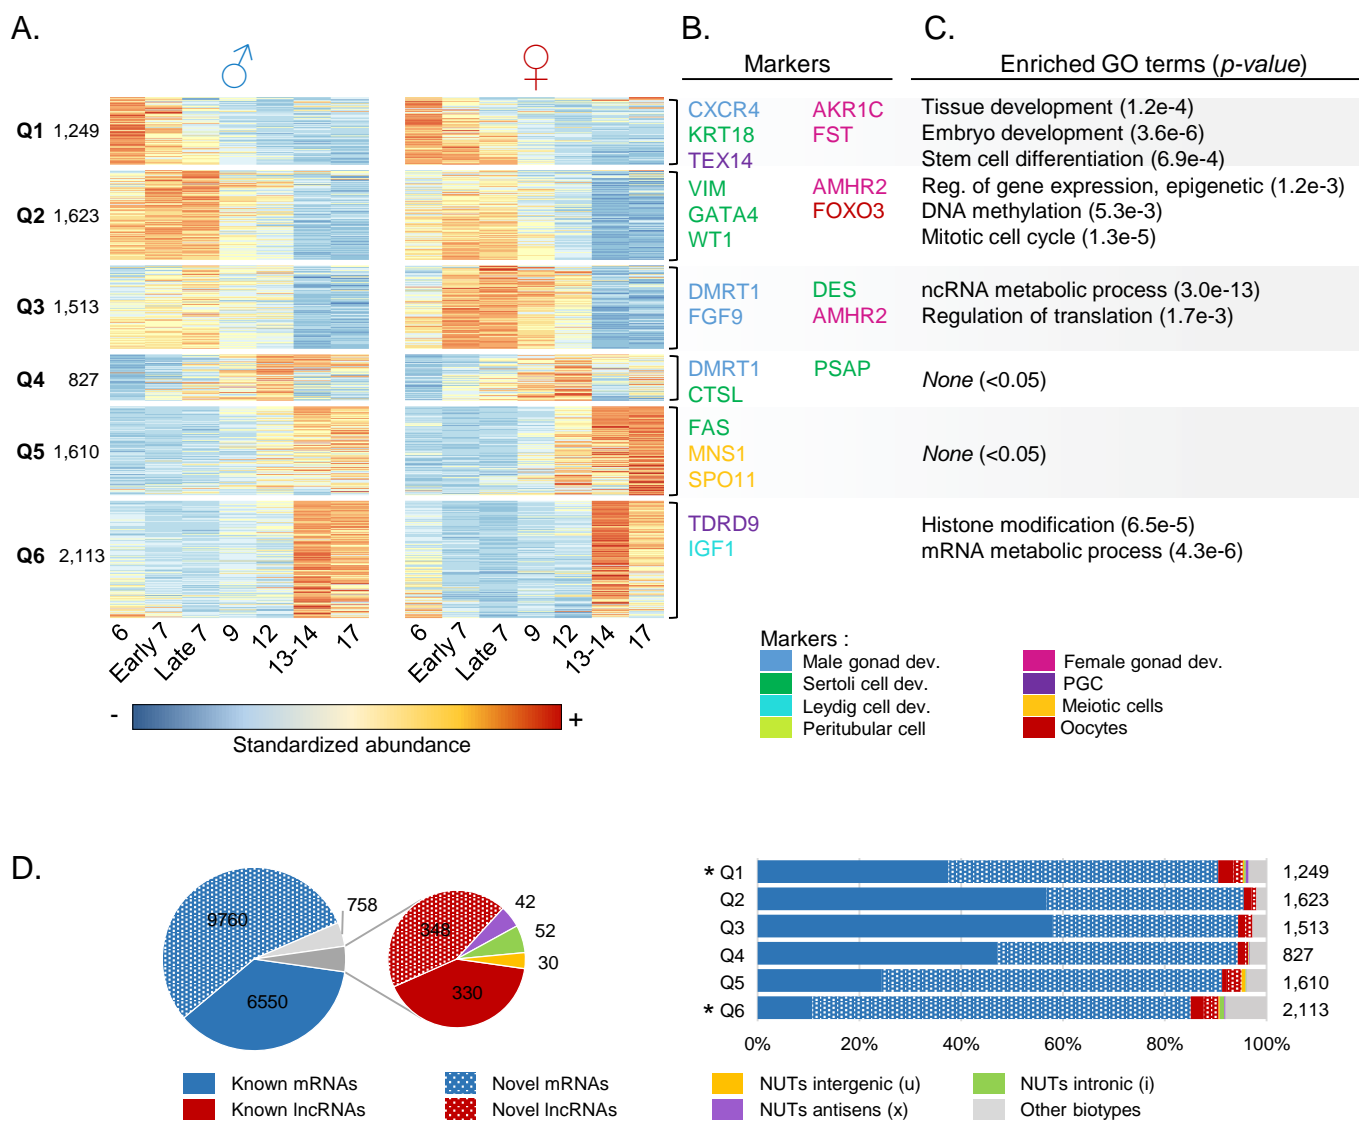 A.
B.
C.
♂
♀
Markers
Enriched GO terms (p-value)
Q1 1,249
CXCR4 AKR1C
KRT18 FST
TEX14
Tissue development (1.2e-4)
Embryo development (3.6e-6)
Stem cell differentiation (6.9e-4)
Q2 1,623
VIM AMHR2
GATA4 FOXO3
WT1
Reg. of gene expression, epigenetic (1.2e-3)
DNA methylation (5.3e-3)
Mitotic cell cycle (1.3e-5)
Q3 1,513
DMRT1 DES
FGF9 AMHR2
ncRNA metabolic process (3.0e-13)
Regulation of translation (1.7e-3)
Q4 827
DMRT1 PSAP
CTSL
None (<0.05)
Q5 1,610
FAS
MNS1
SPO11
None (<0.05)
Q6 2,113
TDRD9
IGF1
Histone modification (6.5e-5)
mRNA metabolic process (4.3e-6)
6 Early 7 Late 7 9 12 13-14 17
6 Early 7 Late 7 9 12 13-14 17
- +
Standardized abundance
Markers :
Male gonad dev. Female gonad dev.
Sertoli cell dev. PGC
Leydig cell dev. Meiotic cells
Peritubular cell Oocytes
D.
9760
758
6550
348
42
52
30
330
* Q1 1,249
Q2 1,623
Q3 1,513
Q4 827
Q5 1,610
* Q6 2,113
0% 20% 40% 60% 80% 100%
Known mRNAs Novel mRNAs NUTs intergenic (u) NUTs intronic (i)
Known lncRNAs Novel lncRNAs NUTs antisens (x) Other biotypes